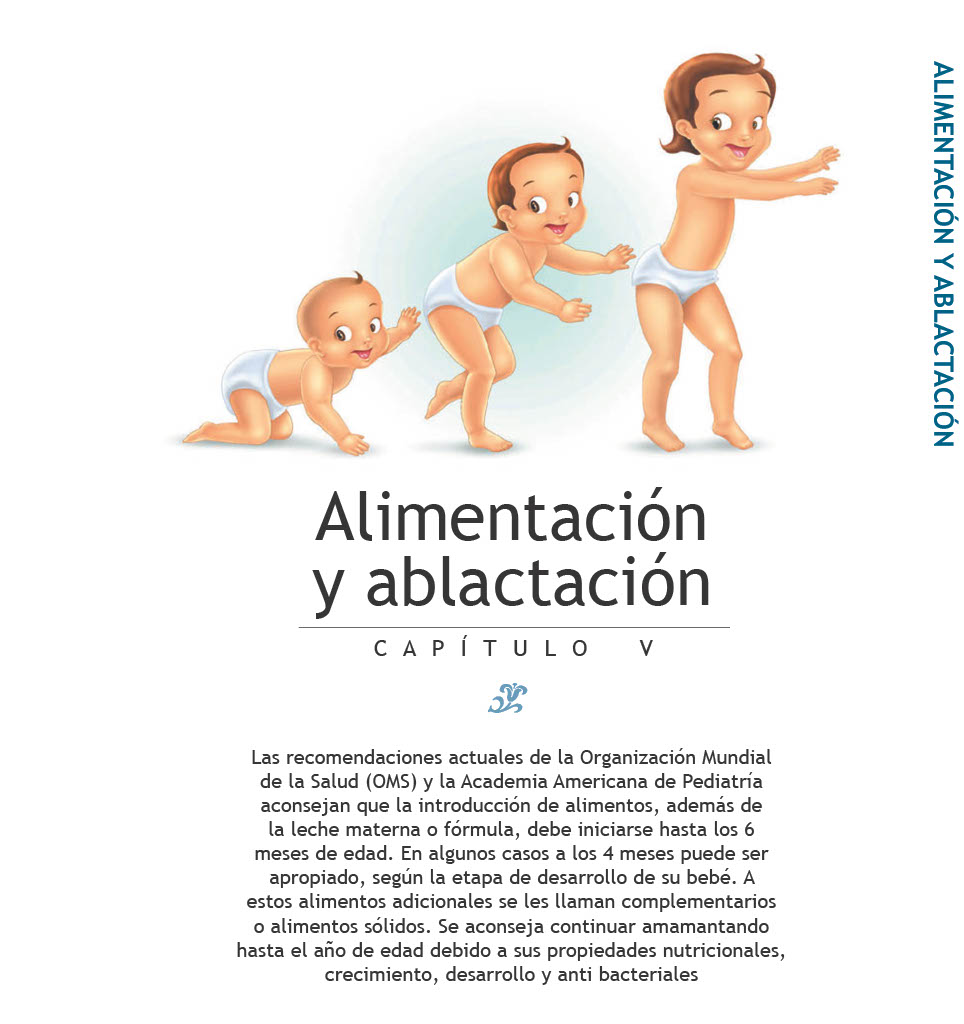 ALIMENTACIÓN Y ABLACTACIÓN
Alimentación
y ablactación
CAPÍTULO V
Las recomendaciones actuales de la Organización Mundial
de la Salud (OMS) y la Academia Americana de Pediatría
aconsejan que la introducción de alimentos, además de
la leche materna o fórmula, debe iniciarse hasta los 6
meses de edad. En algunos casos a los 4 meses puede ser
apropiado, según la etapa de desarrollo de su bebé. A
estos alimentos adicionales se les llaman complementarios
o alimentos sólidos. Se aconseja continuar amamantando
hasta el año de edad debido a sus propiedades nutricionales,
crecimiento, desarrollo y anti bacteriales